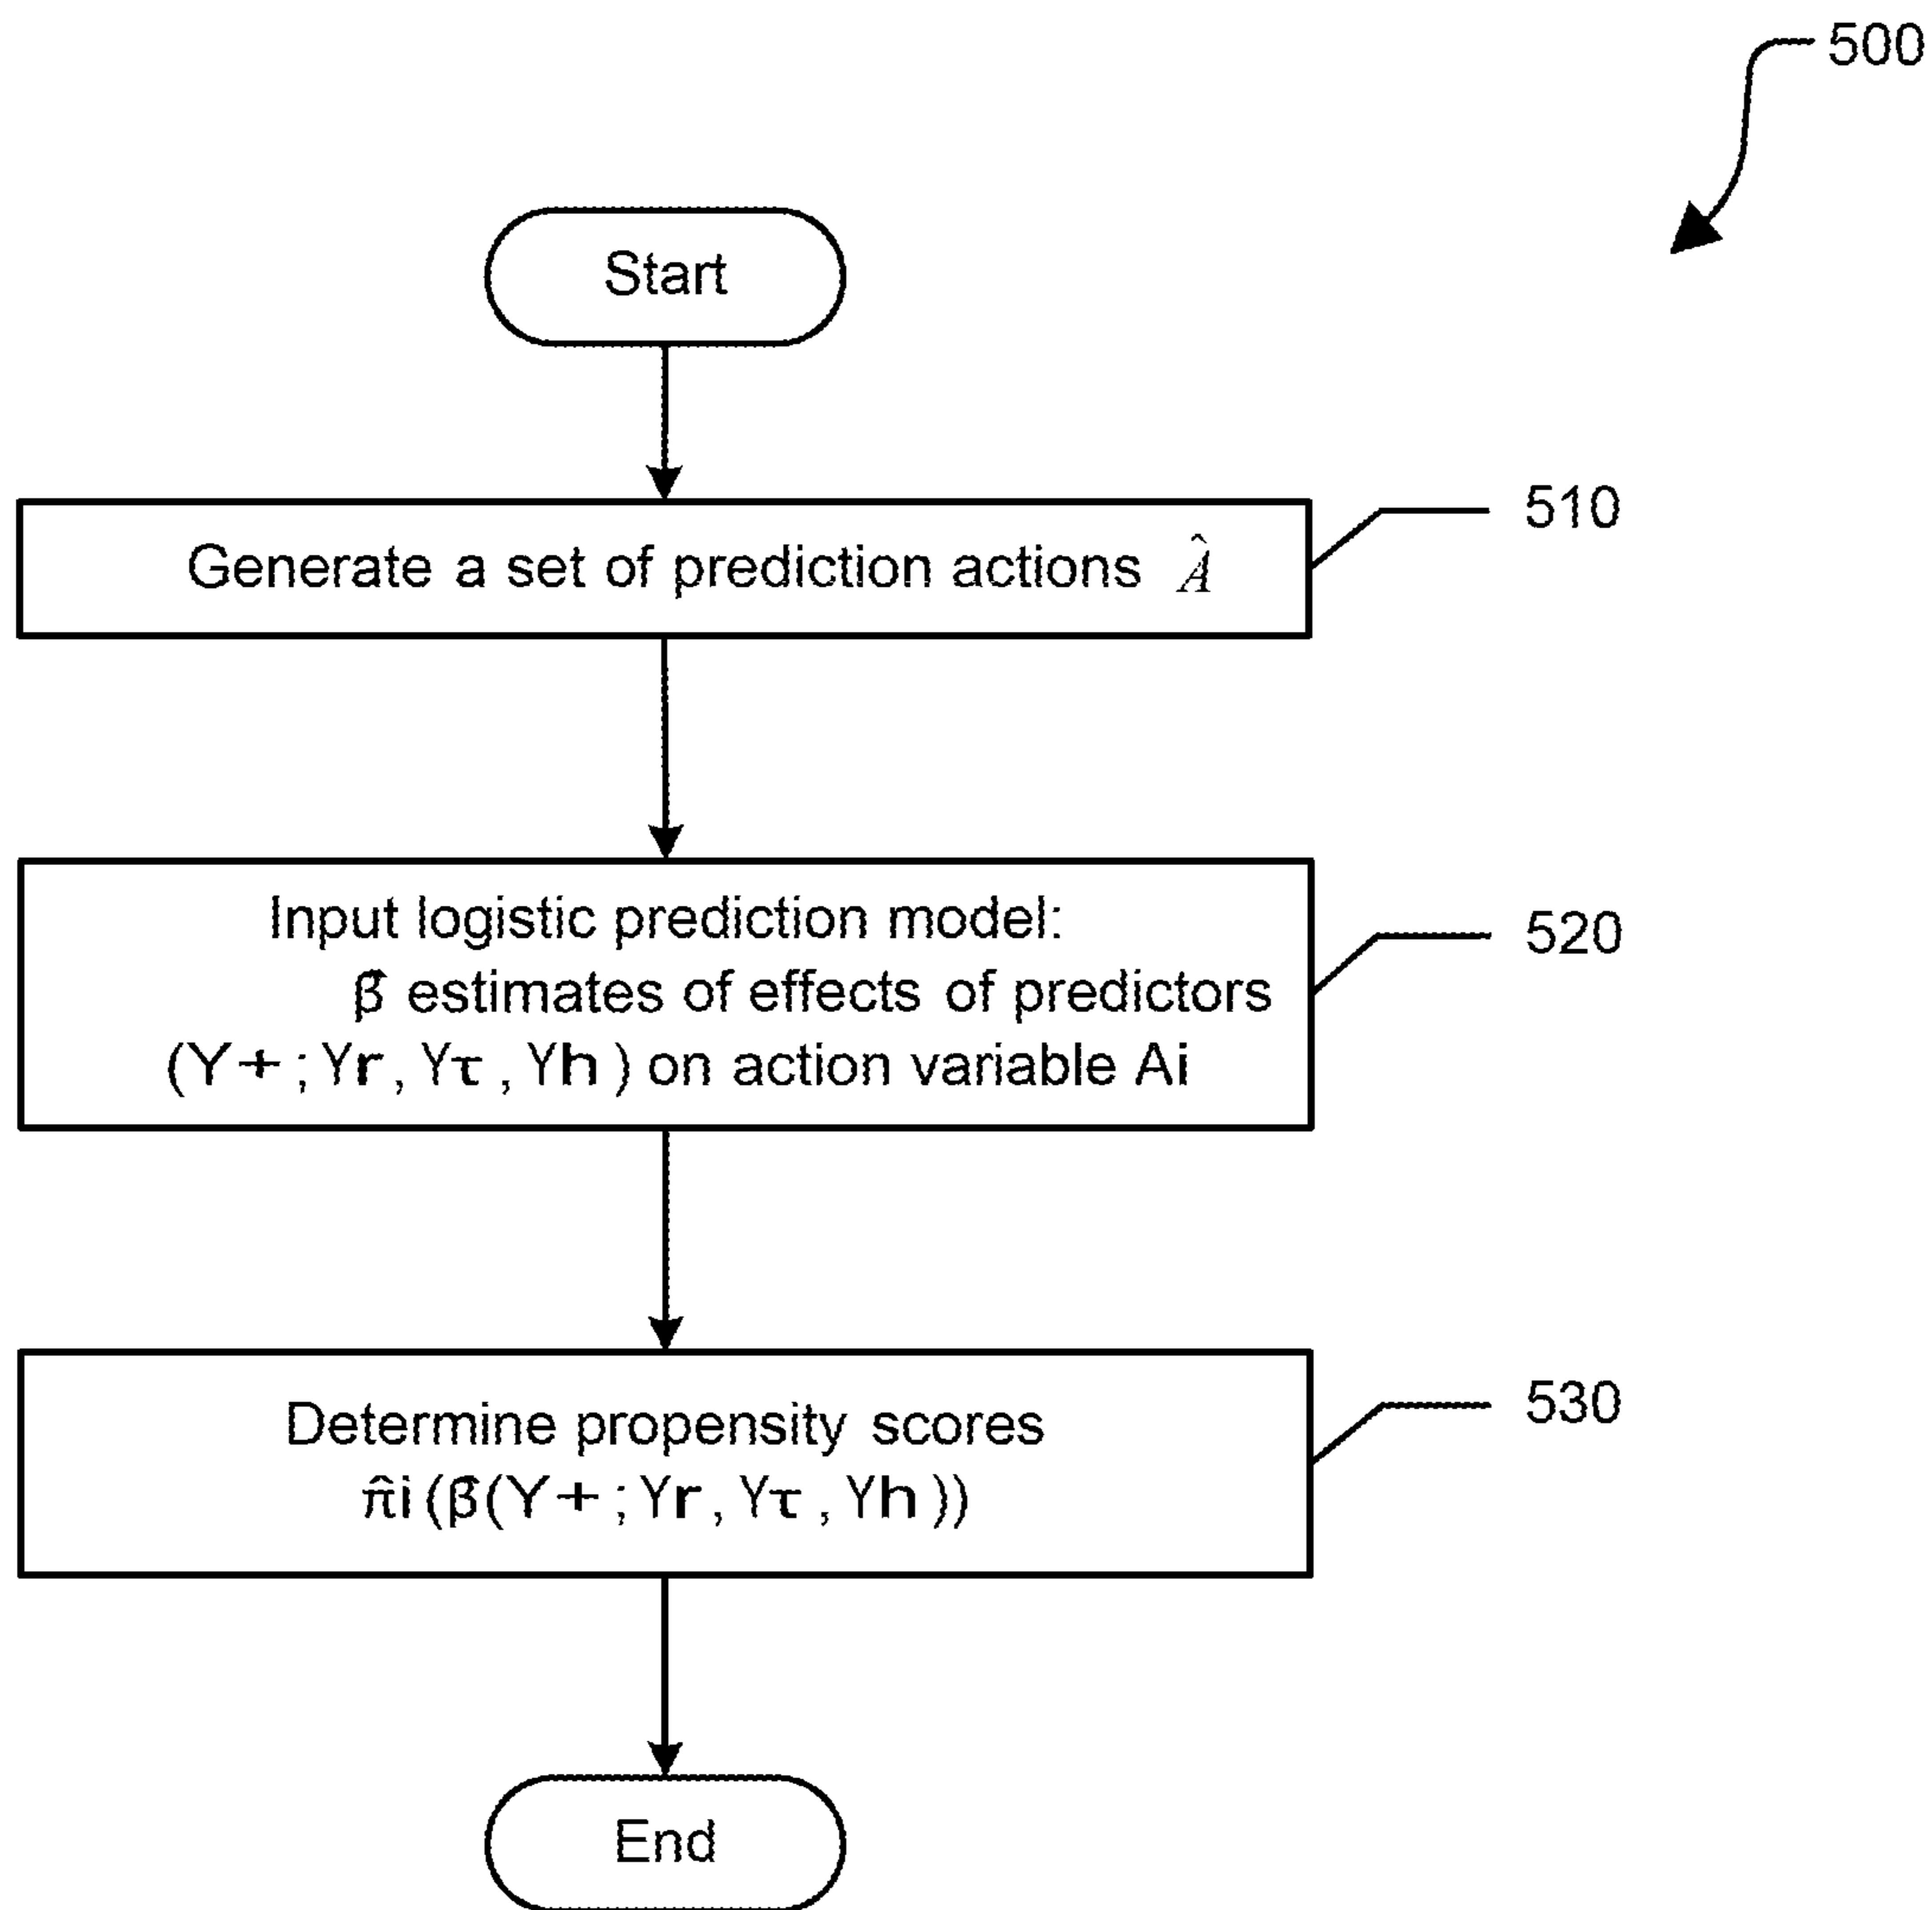 500
Start
Generate a set of prediction actions Â
510
Input logistic prediction model:
β̂ estimates of effects of predictors
(Y+;Yr,Yτ,Yh) on action variable Ai
520
Determine propensity scores
π̂i(β̂(Y+;Yr,Yτ,Yh))
530
End